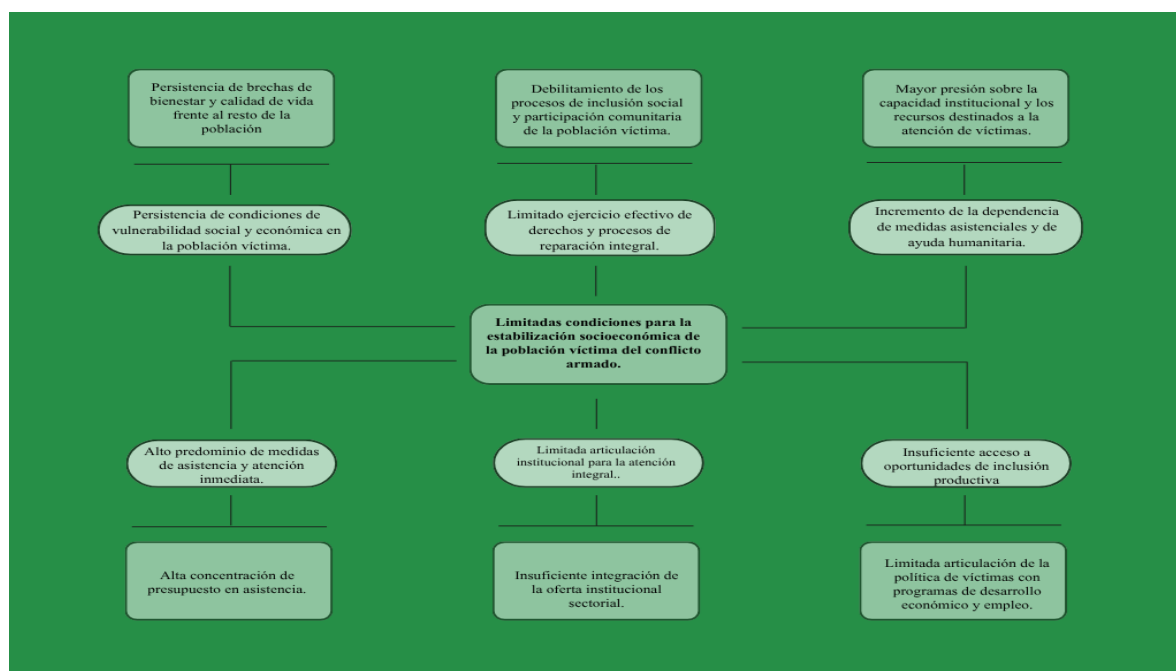 Persistencia de brechas de
bienestar y calidad de vida
frente al resto de la
población
Debilitamiento de los
procesos de inclusión social
y participación comunitaria
de la población víctima.
Mayor presión sobre la
capacidad institucional y los
recursos destinados a la
atención de víctimas.
Persistencia de condiciones de
vulnerabilidad social y económica en
la población víctima.
Limitado ejercicio efectivo de
derechos y procesos de
reparación integral.
Incremento de la dependencia
de medidas asistenciales y de
ayuda humanitaria.
Limitadas condiciones para la
estabilización socioeconómica de
la población víctima del conflicto
armado.
Alto predominio de medidas
de asistencia y atención
inmediata.
Limitada articulación
institucional para la atención
integral..
Insuficiente acceso a
oportunidades de inclusión
productiva
Alta concentración de
presupuesto en asistencia.
Insuficiente integración de
la oferta institucional
sectorial.
Limitada articulación de la
política de víctimas con
programas de desarrollo
económico y empleo.